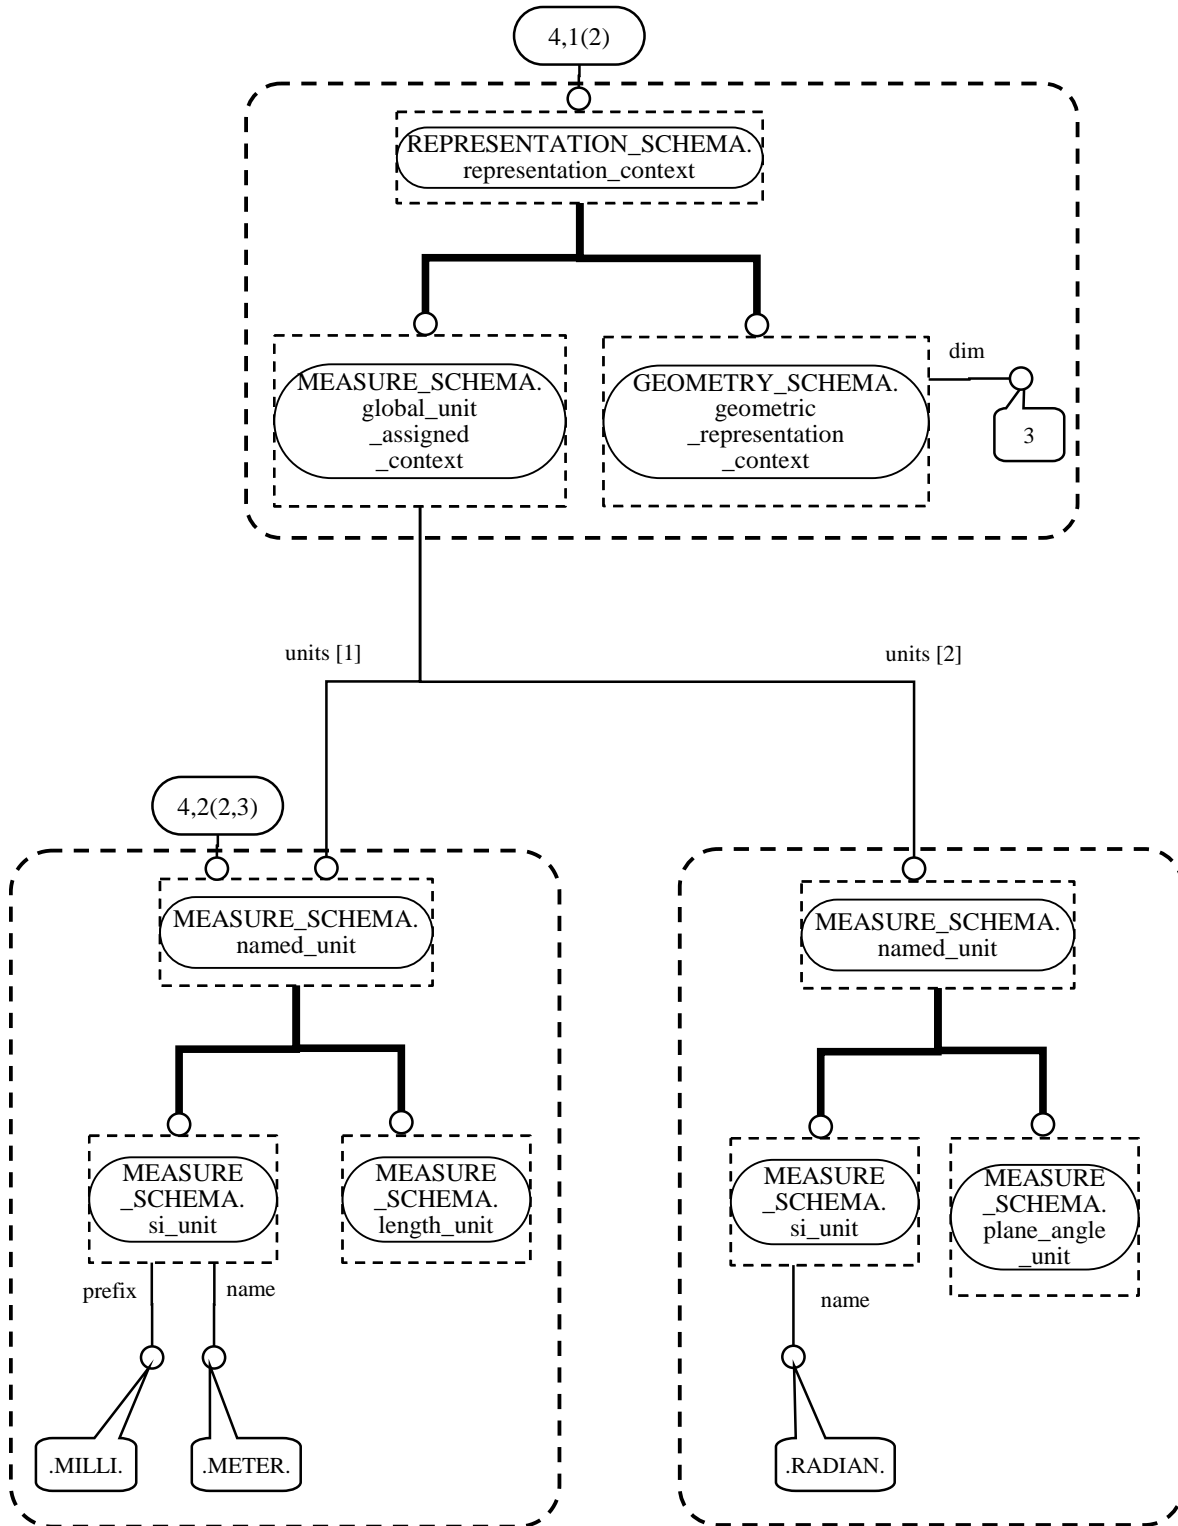 4,1(2)
REPRESENTATION_SCHEMA.
representation_context
MEASURE_SCHEMA.
global_unit
_assigned
_context
GEOMETRY_SCHEMA.
geometric
_representation
_context
dim
3
units [1]
units [2]
4,2(2,3)
MEASURE_SCHEMA.
named_unit
MEASURE_SCHEMA.
named_unit
MEASURE
_SCHEMA.
si_unit
MEASURE
_SCHEMA.
length_unit
MEASURE
_SCHEMA.
si_unit
MEASURE
_SCHEMA.
plane_angle
_unit
prefix
name
name
.MILLI.
.METER.
.RADIAN.